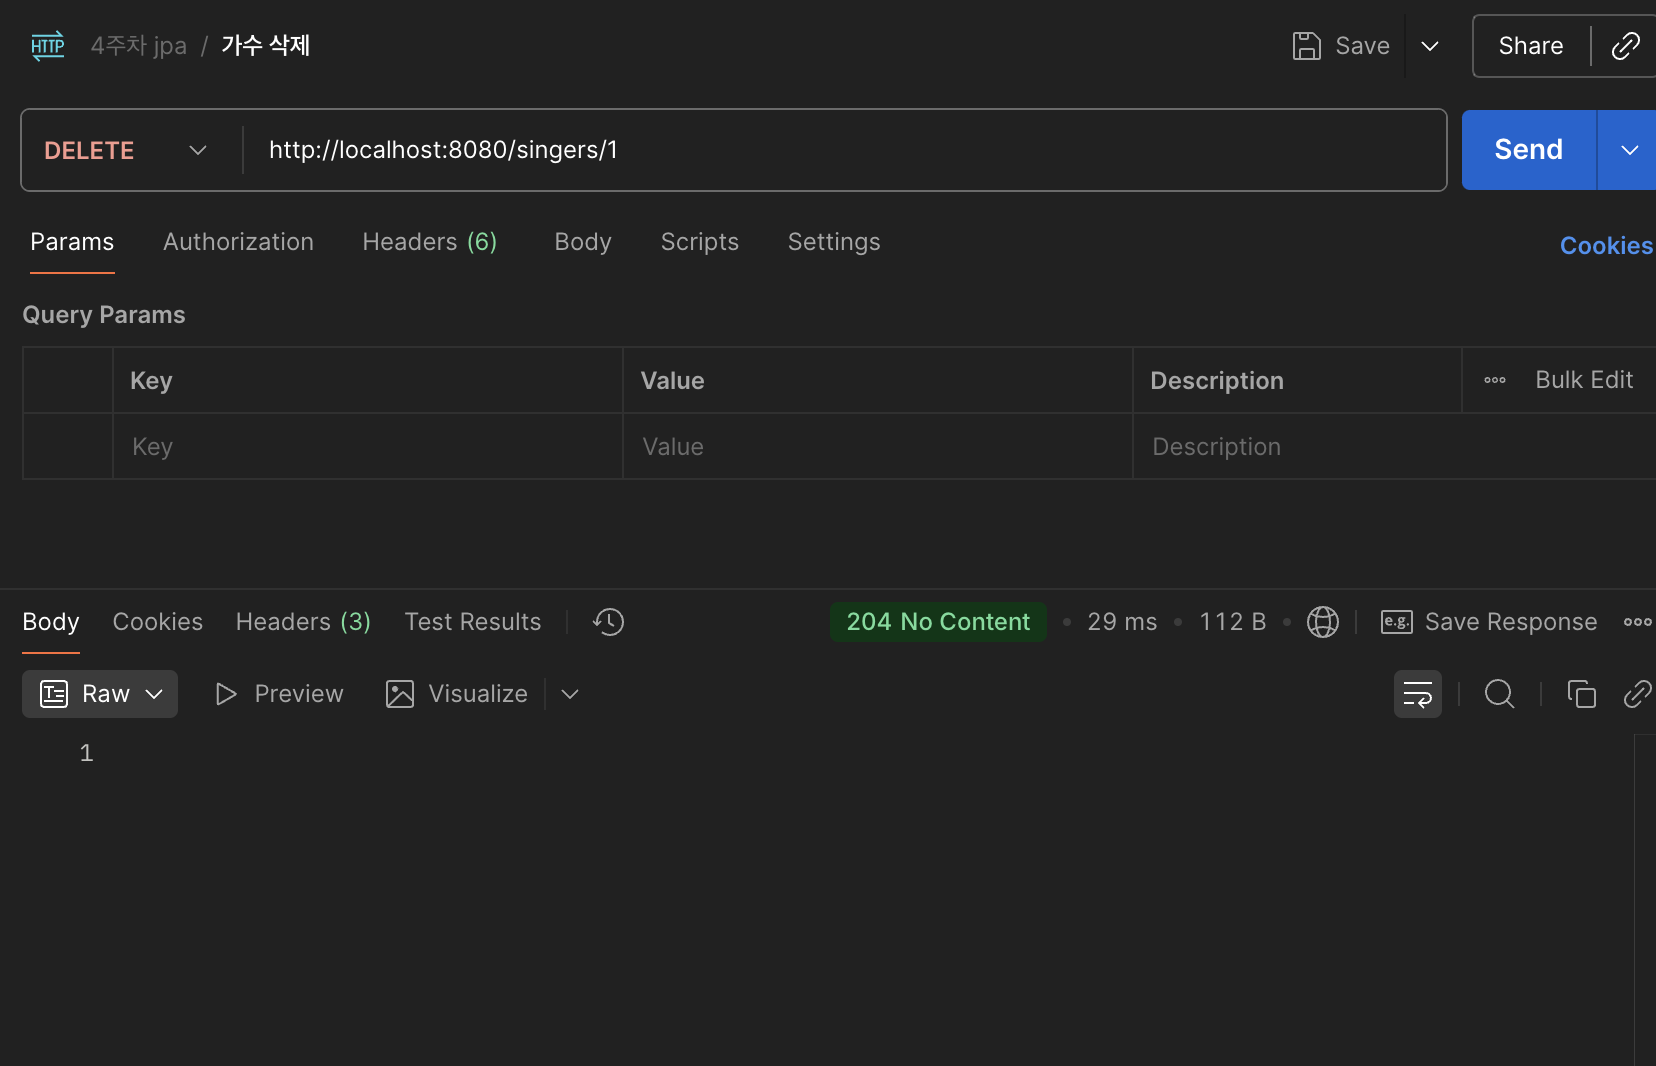 HTTP 4주차 jpa / 가수 삭제 Save Share
DELETE http://localhost:8080/singers/1 Send
Params Authorization Headers (6) Body Scripts Settings Cookies
Query Params
Key Value Description Bulk Edit
Key Value Description
Body Cookies Headers (3) Test Results 204 No Content • 29 ms • 112 B • e.g. Save Response
Raw Preview Visualize
1